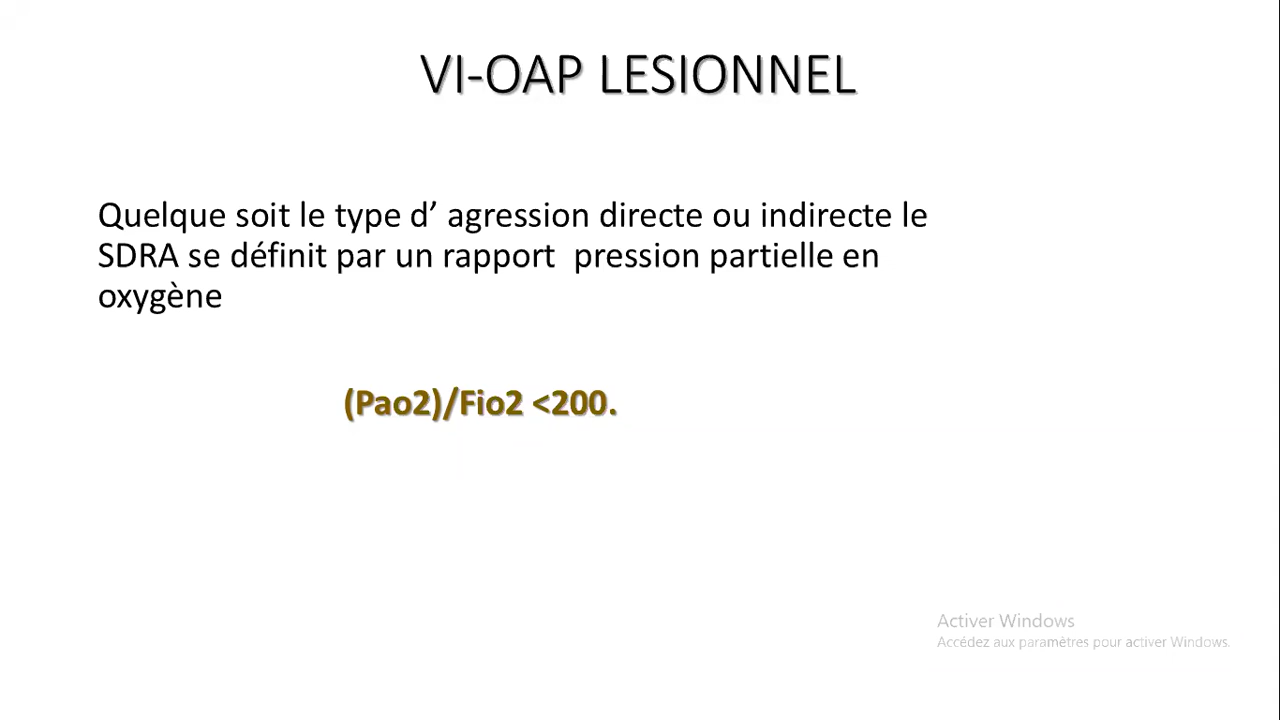 VI-OAP LESIONNEL
Quelque soit le type d’ agression directe ou indirecte le
SDRA se définit par un rapport  pression partielle en
oxygène
(Pao2)/Fio2 <200.
Activer Windows
Accédez aux paramètres pour activer Windows.